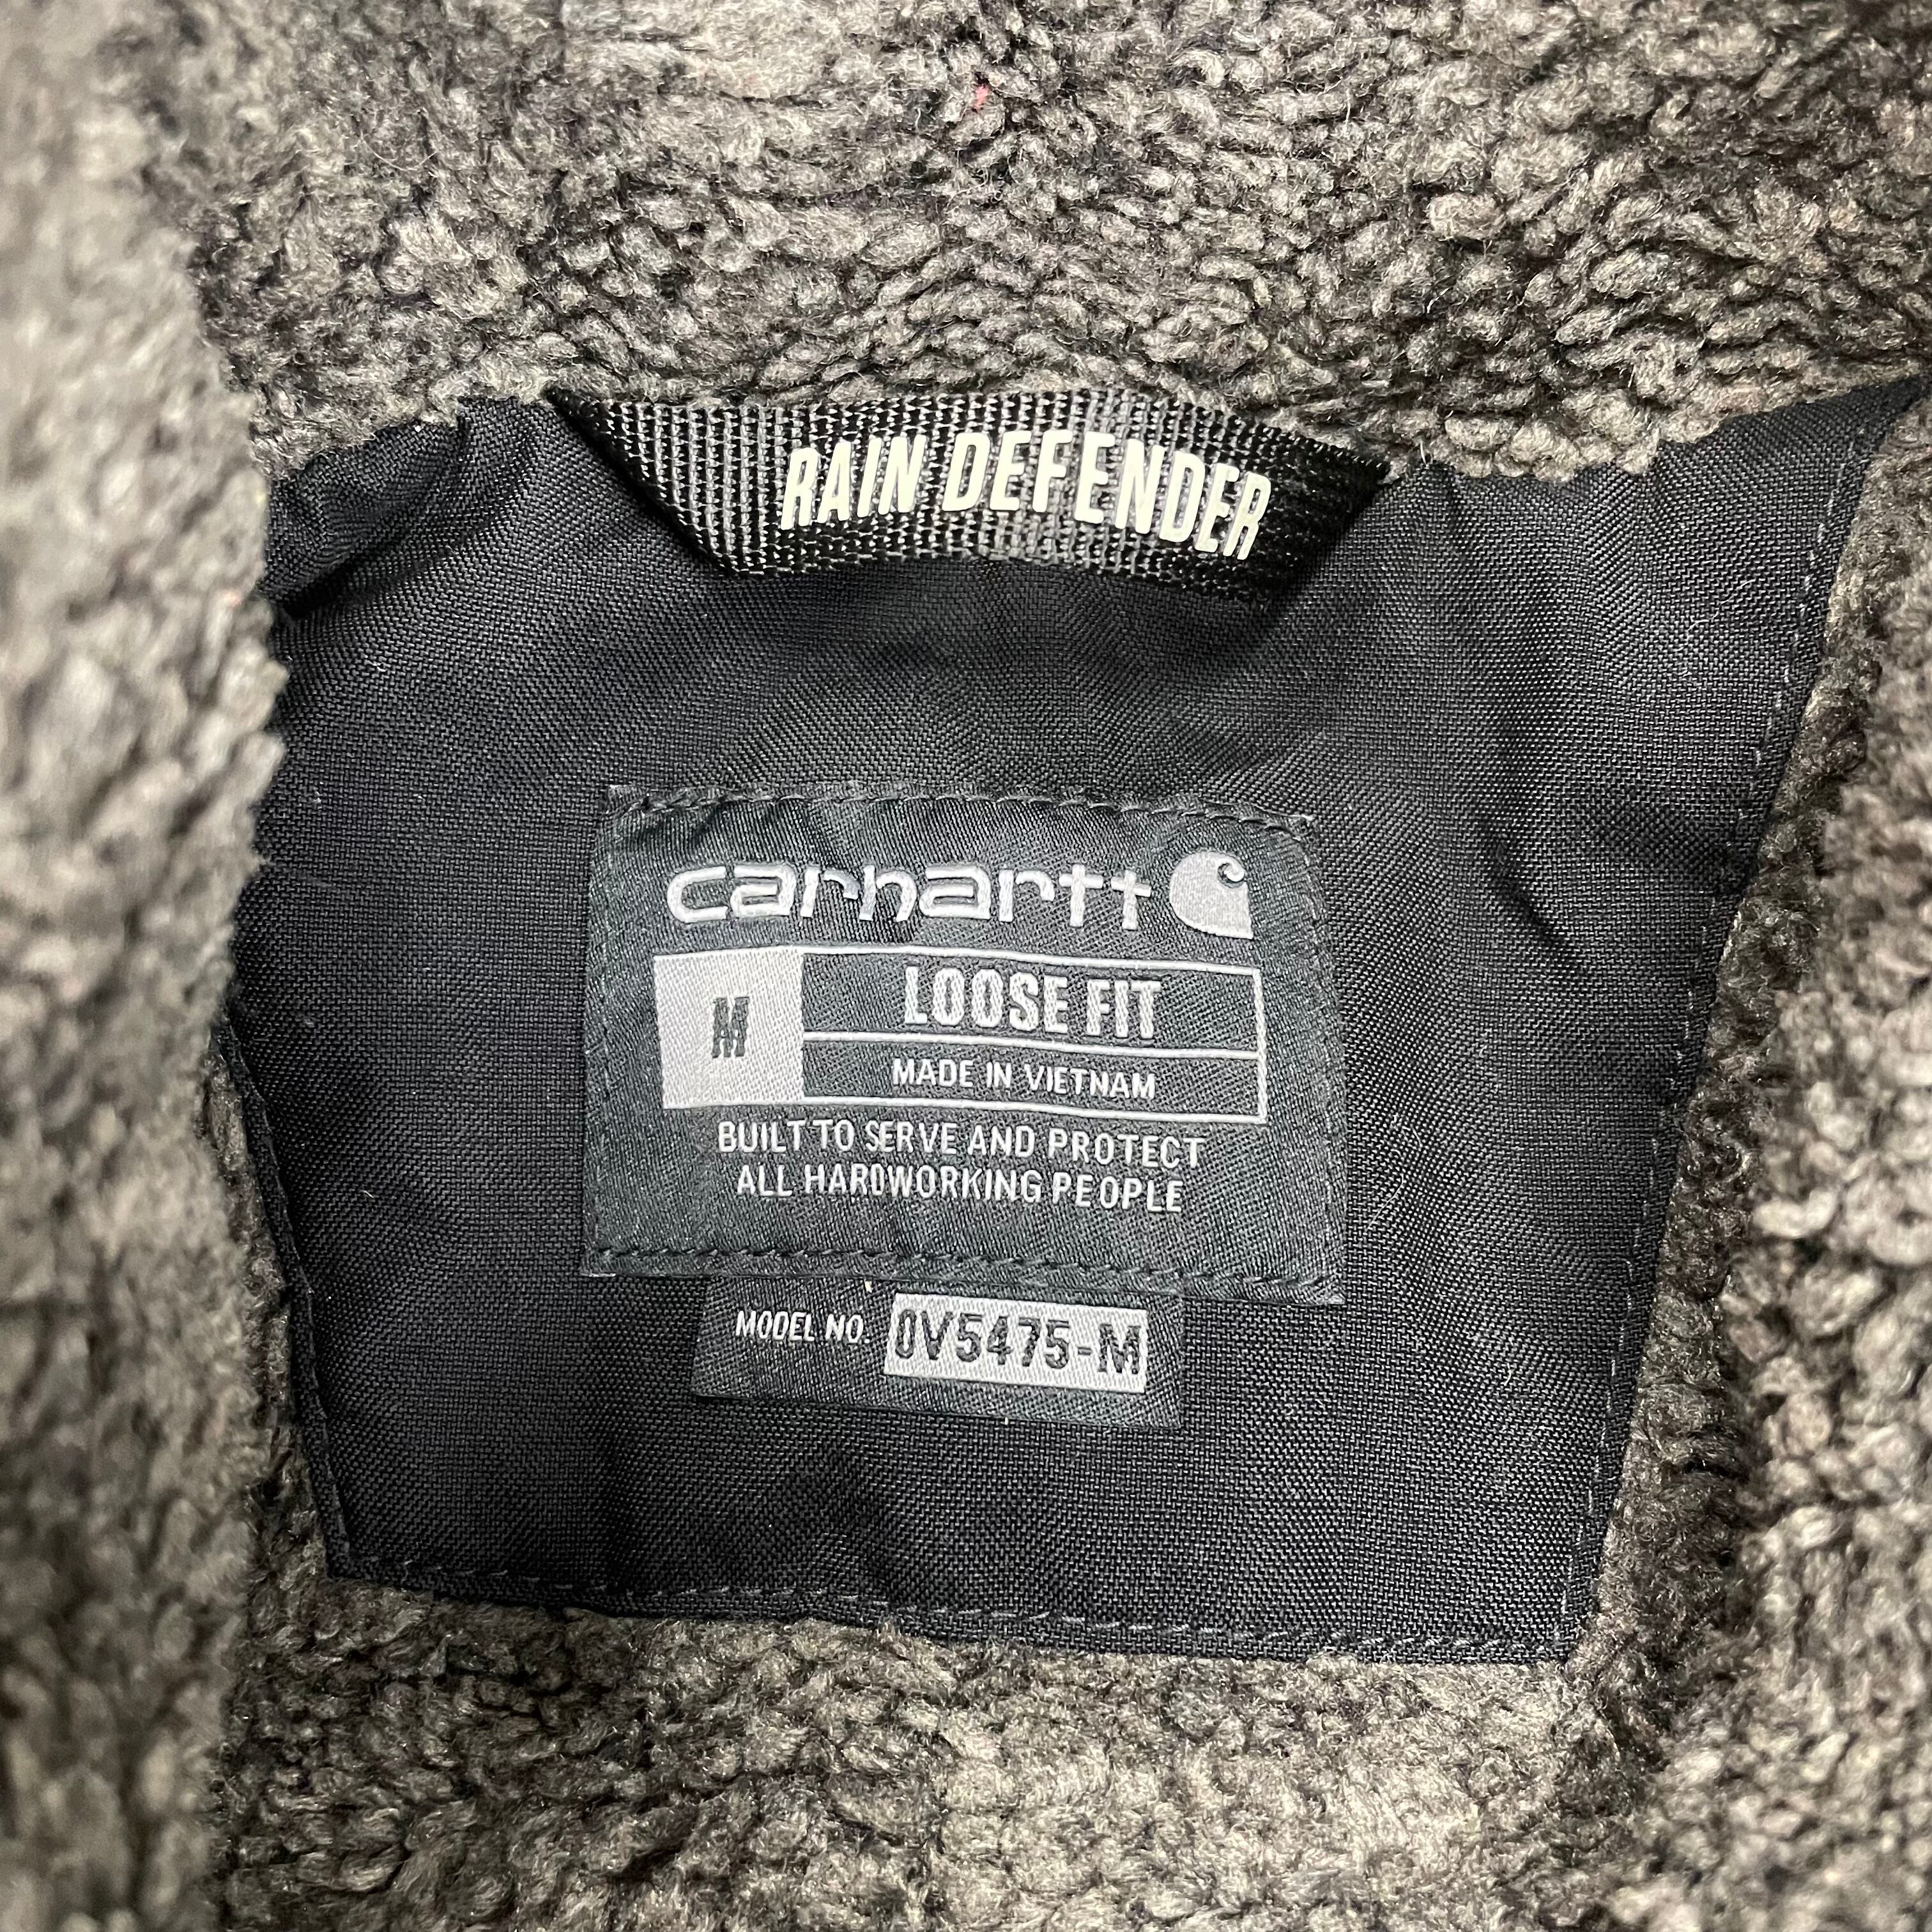 RAIN DEFENDER
carhartt
M
LOOSE FIT
MADE IN VIETNAM
BUILT TO SERVE AND PROTECT
ALL HARDWORKING PEOPLE
MODEL NO. 0V5475-M